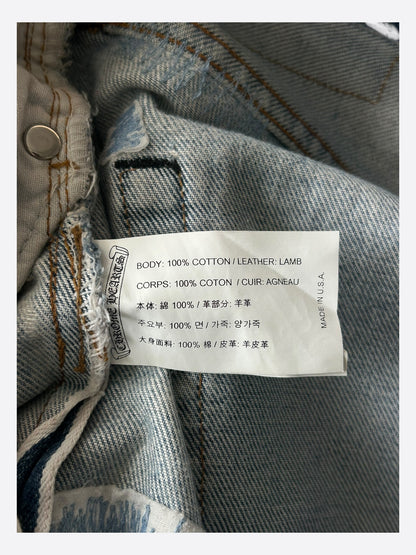 CHROME HEARTS
BODY: 100% COTTON / LEATHER: LAMB
CORPS: 100% COTON / CUIR: AGNEAU
本体: 綿 100% / 革部分: 羊革
주요부: 100% 면 / 가죽: 양가죽
大身面料: 100% 棉 / 皮革: 羊皮革
MADE IN U.S.A.